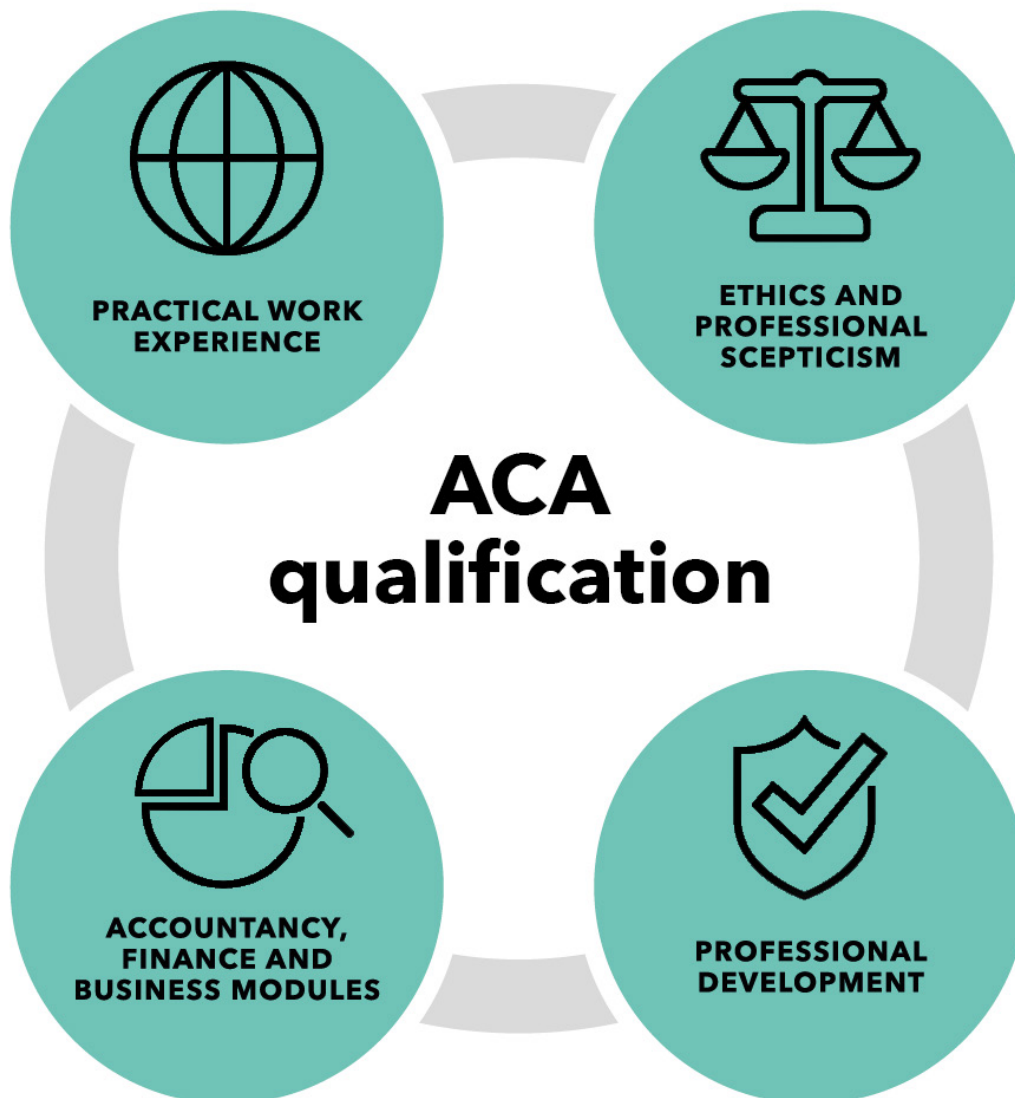 PRACTICAL WORK
EXPERIENCE
ETHICS AND
PROFESSIONAL
SCEPTICISM
ACA
qualification
ACCOUNTANCY,
FINANCE AND
BUSINESS MODULES
PROFESSIONAL
DEVELOPMENT